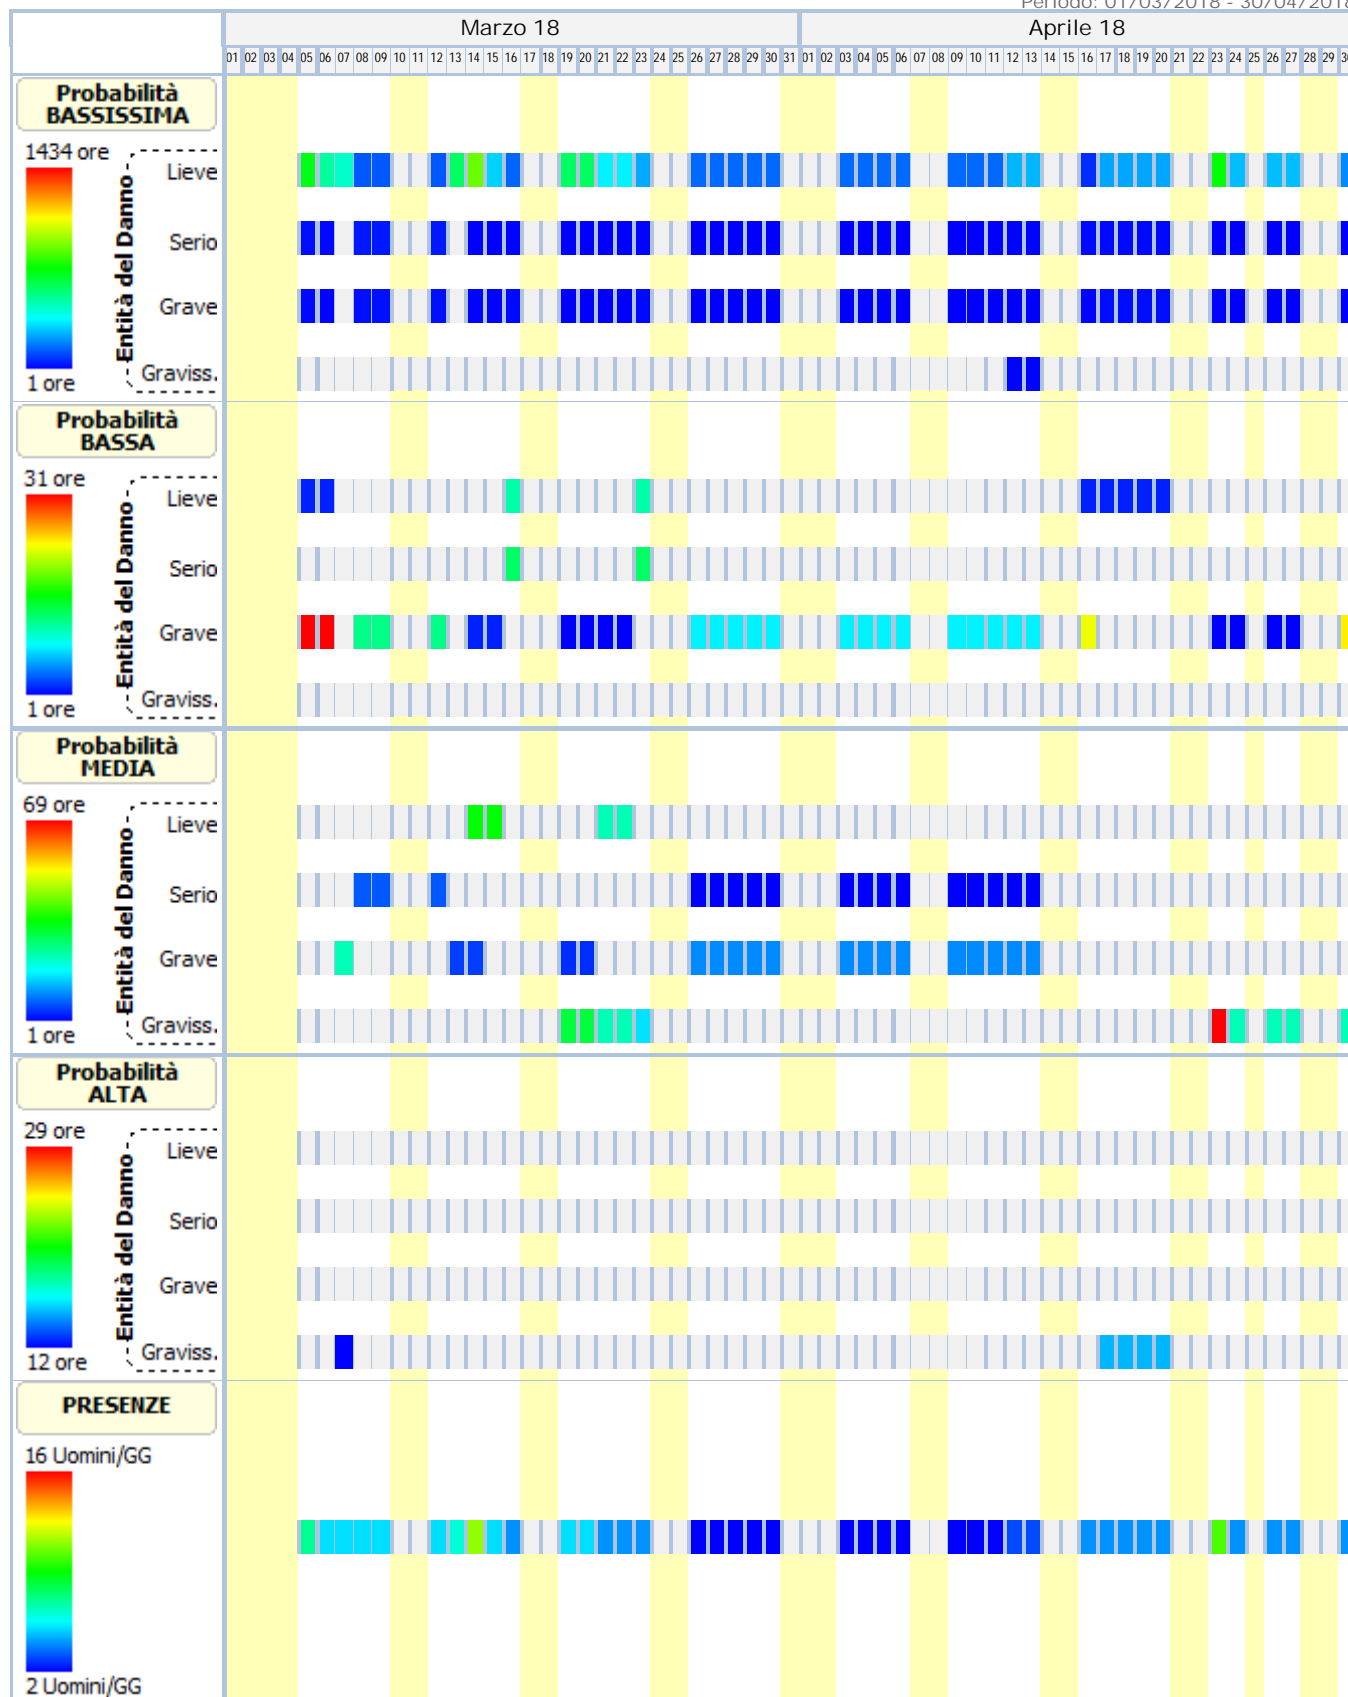 Periodo: 01/03/2018 - 30/04/2018
Marzo 18 Aprile 18
01 02 03 04 05 06 07 08 09 10 11 12 13 14 15 16 17 18 19 20 21 22 23 24 25 26 27 28 29 30 31 01 02 03 04 05 06 07 08 09 10 11 12 13 14 15 16 17 18 19 20 21 22 23 24 25 26 27 28 29 30
Probabilità
BASSISSIMA
1434 ore
Entità del Danno
Lieve
Serio
Grave
Graviss.
1 ore
Probabilità
BASSA
31 ore
Entità del Danno
Lieve
Serio
Grave
Graviss.
1 ore
Probabilità
MEDIA
69 ore
Entità del Danno
Lieve
Serio
Grave
Graviss.
1 ore
Probabilità
ALTA
29 ore
Entità del Danno
Lieve
Serio
Grave
Graviss.
12 ore
PRESENZE
16 Uomini/GG
2 Uomini/GG